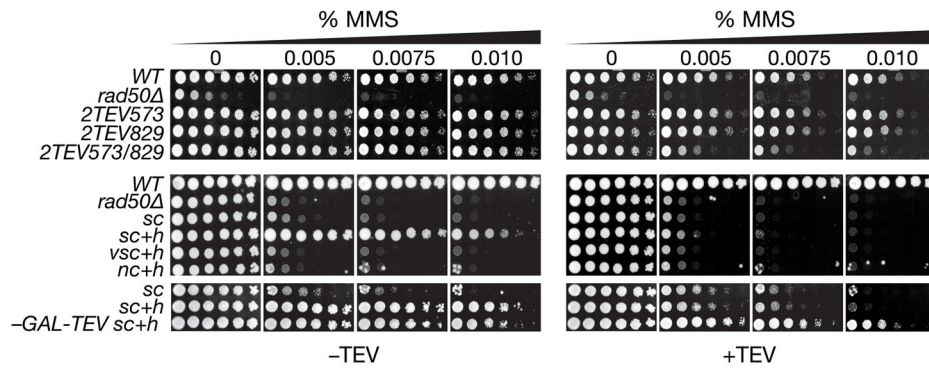 % MMS % MMS
0 0.005 0.0075 0.010 0 0.005 0.0075 0.010
WT
rad50Δ
2TEV573
2TEV829
2TEV573/829
WT
rad50Δ
sc
sc+h
vsc+h
nc+h
sc
sc+h
–GAL-TEV sc+h
–TEV +TEV